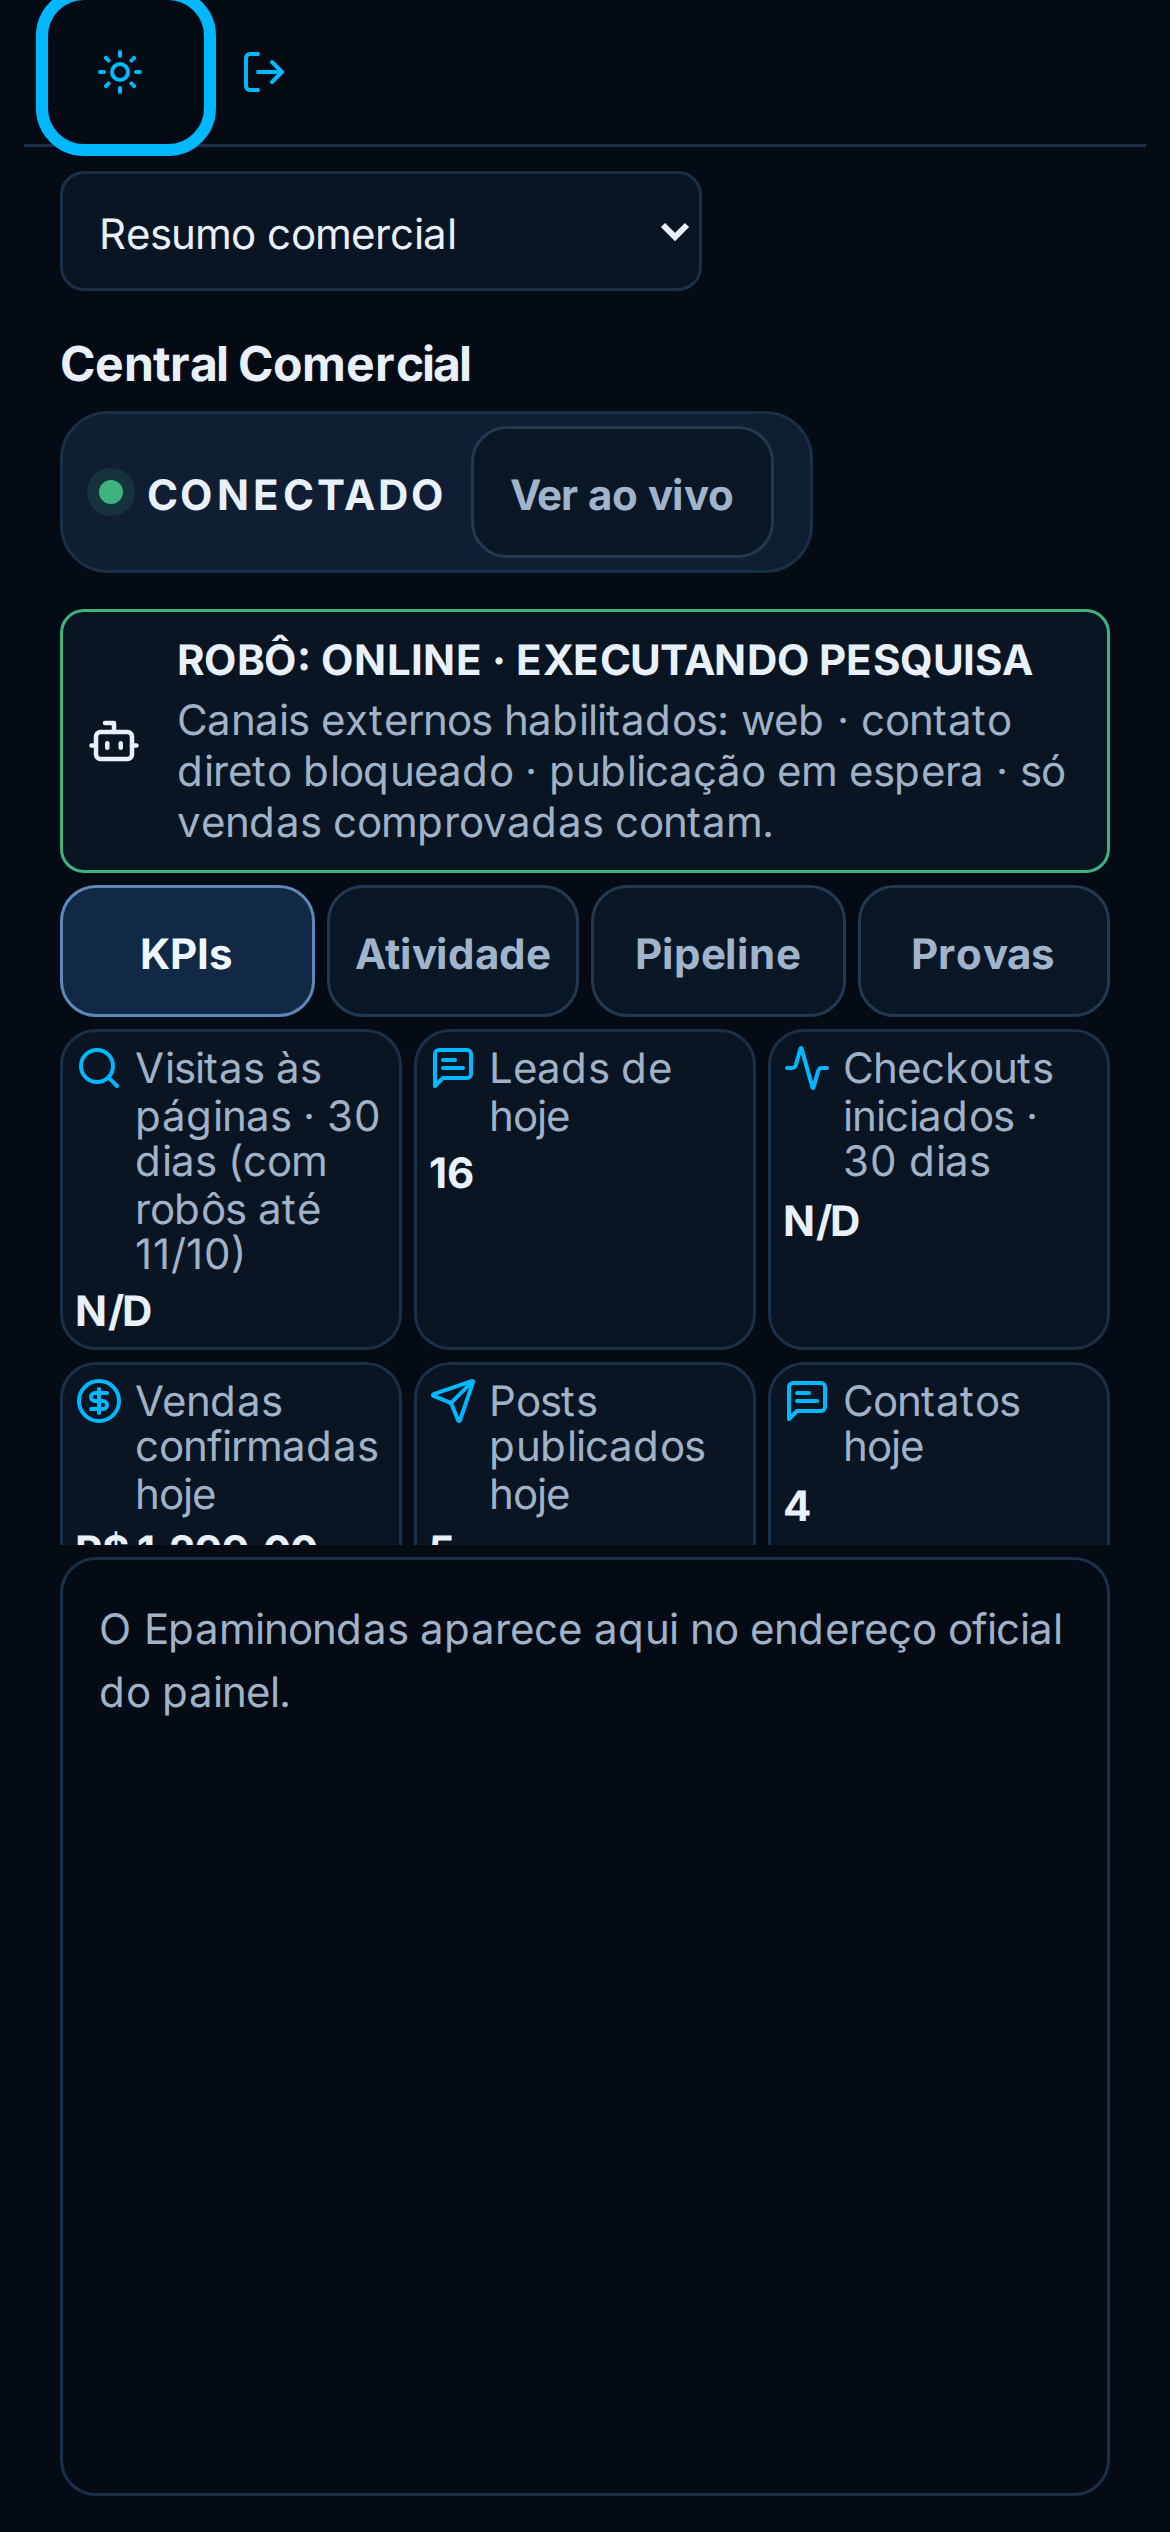 Resumo comercial
Central Comercial
CONECTADO
Ver ao vivo
ROBÔ: ONLINE · EXECUTANDO PESQUISA
Canais externos habilitados: web · contato
direto bloqueado · publicação em espera · só
vendas comprovadas contam.
KPIs
Atividade
Pipeline
Provas
Visitas às
páginas · 30
dias (com
robôs até
11/10)
N/D
Leads de
hoje
16
Checkouts
iniciados ·
30 dias
N/D
Vendas
confirmadas
hoje
Posts
publicados
hoje
Contatos
hoje
4
O Epaminondas aparece aqui no endereço oficial
do painel.